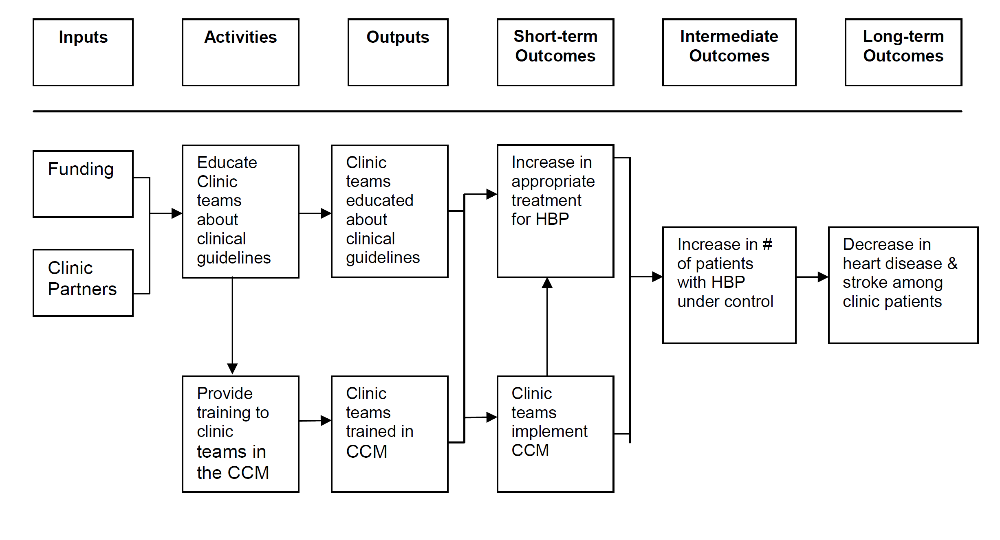 Inputs
Activities
Outputs
Short-term
Outcomes
Intermediate
Outcomes
Long-term
Outcomes
Funding
Clinic
Partners
Educate
Clinic
teams
about
clinical
guidelines
Clinic
teams
educated
about
clinical
guidelines
Increase in
appropriate
treatment
for HBP
Increase in #
of patients
with HBP
under control
Decrease in
heart disease &
stroke among
clinic patients
Provide
training to
clinic
teams in
the CCM
Clinic
teams
trained in
CCM
Clinic
teams
implement
CCM